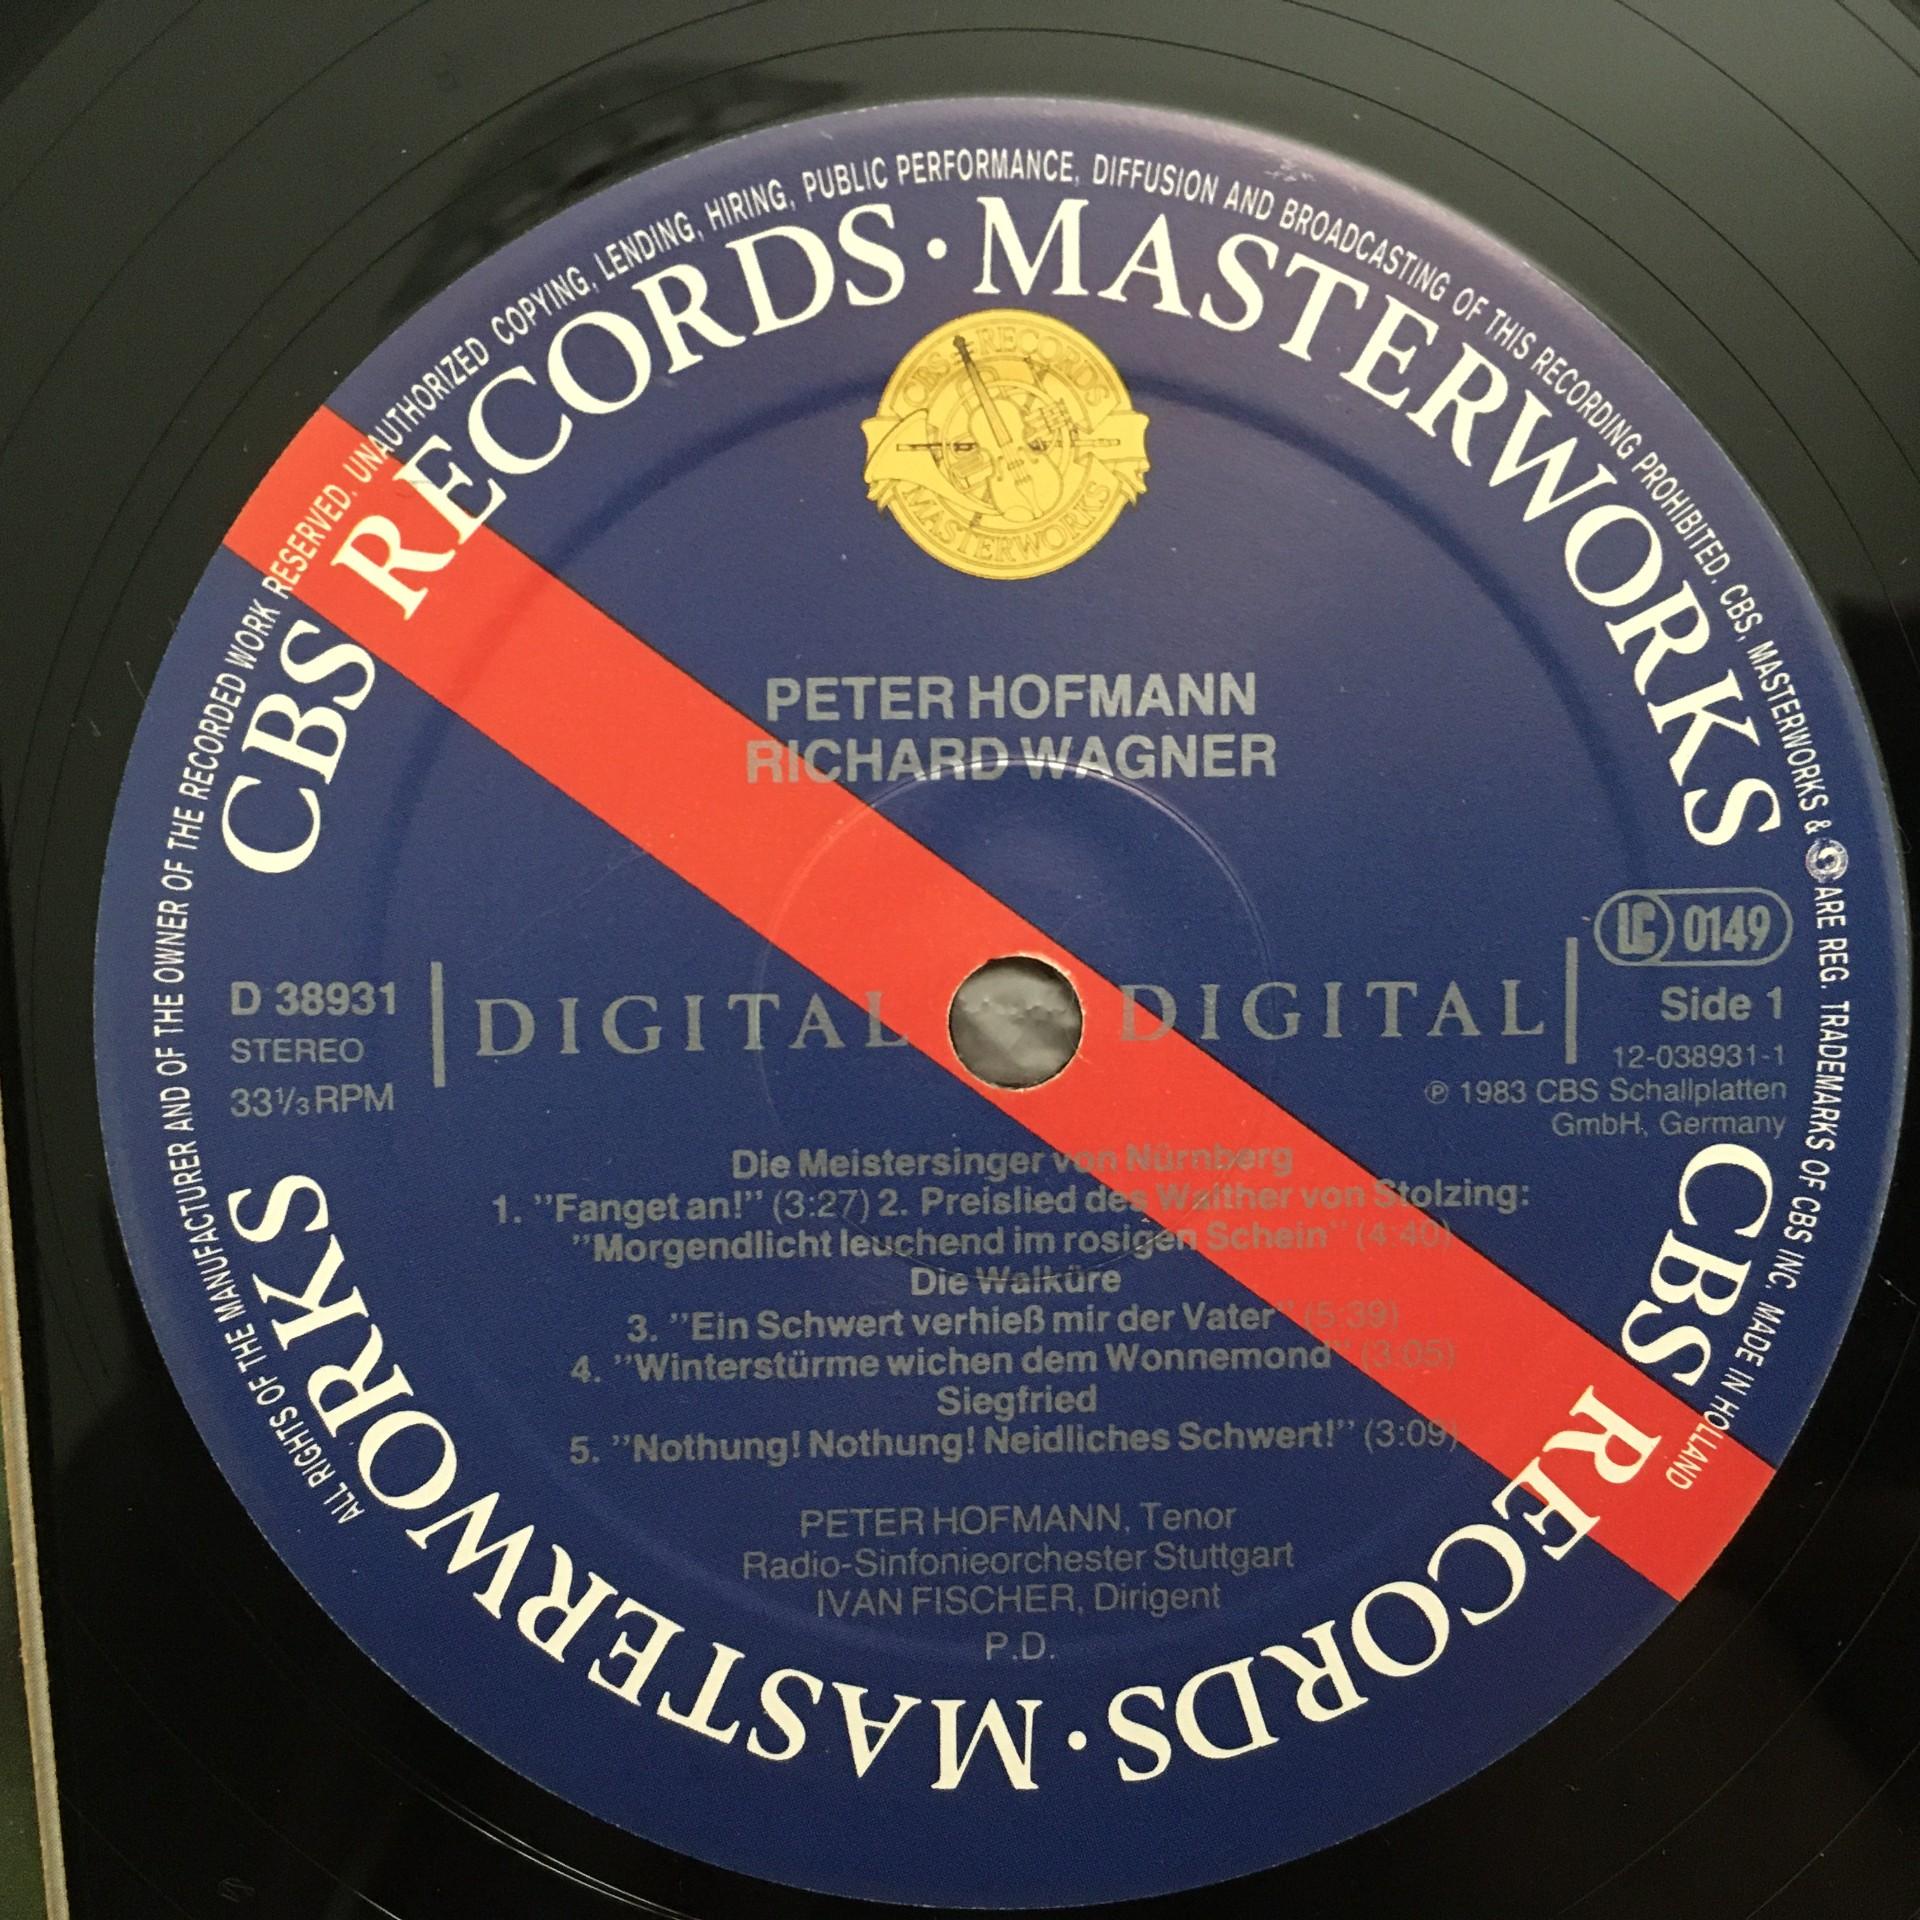 ALL RIGHTS OF THE MANUFACTURER AND OF THE OWNER OF THE RECORDED WORK RESERVED. UNAUTHORIZED COPYING, LENDING, HIRING, PUBLIC PERFORMANCE, DIFFUSION AND BROADCASTING OF THIS RECORDING PROHIBITED. CBS, MASTERWORKS & ARE REG. TRADEMARKS OF CBS INC. MADE IN HOLLAND
CBS RECORDS · MASTERWORKS
CBS RECORDS
MASTERWORKS
PETER HOFMANN
RICHARD WAGNER
LC 0149
D 38931
STEREO
33⅓ RPM
DIGITAL DIGITAL
Side 1
12-038931-1
℗ 1983 CBS Schallplatten
GmbH, Germany
Die Meistersinger von Nürnberg
1. ”Fanget an!” (3:27) 2. Preislied des Walther von Stolzing:
”Morgendlicht leuchend im rosigen Schein” (4:40)
Die Walküre
3. ”Ein Schwert verhieß mir der Vater” (5:39)
4. ”Winterstürme wichen dem Wonnemond” (3:05)
Siegfried
5. ”Nothung! Nothung! Neidliches Schwert!” (3:09)
PETER HOFMANN, Tenor
Radio-Sinfonieorchester Stuttgart
IVAN FISCHER, Dirigent
P.D.
CBS RECORDS · MASTERWORKS